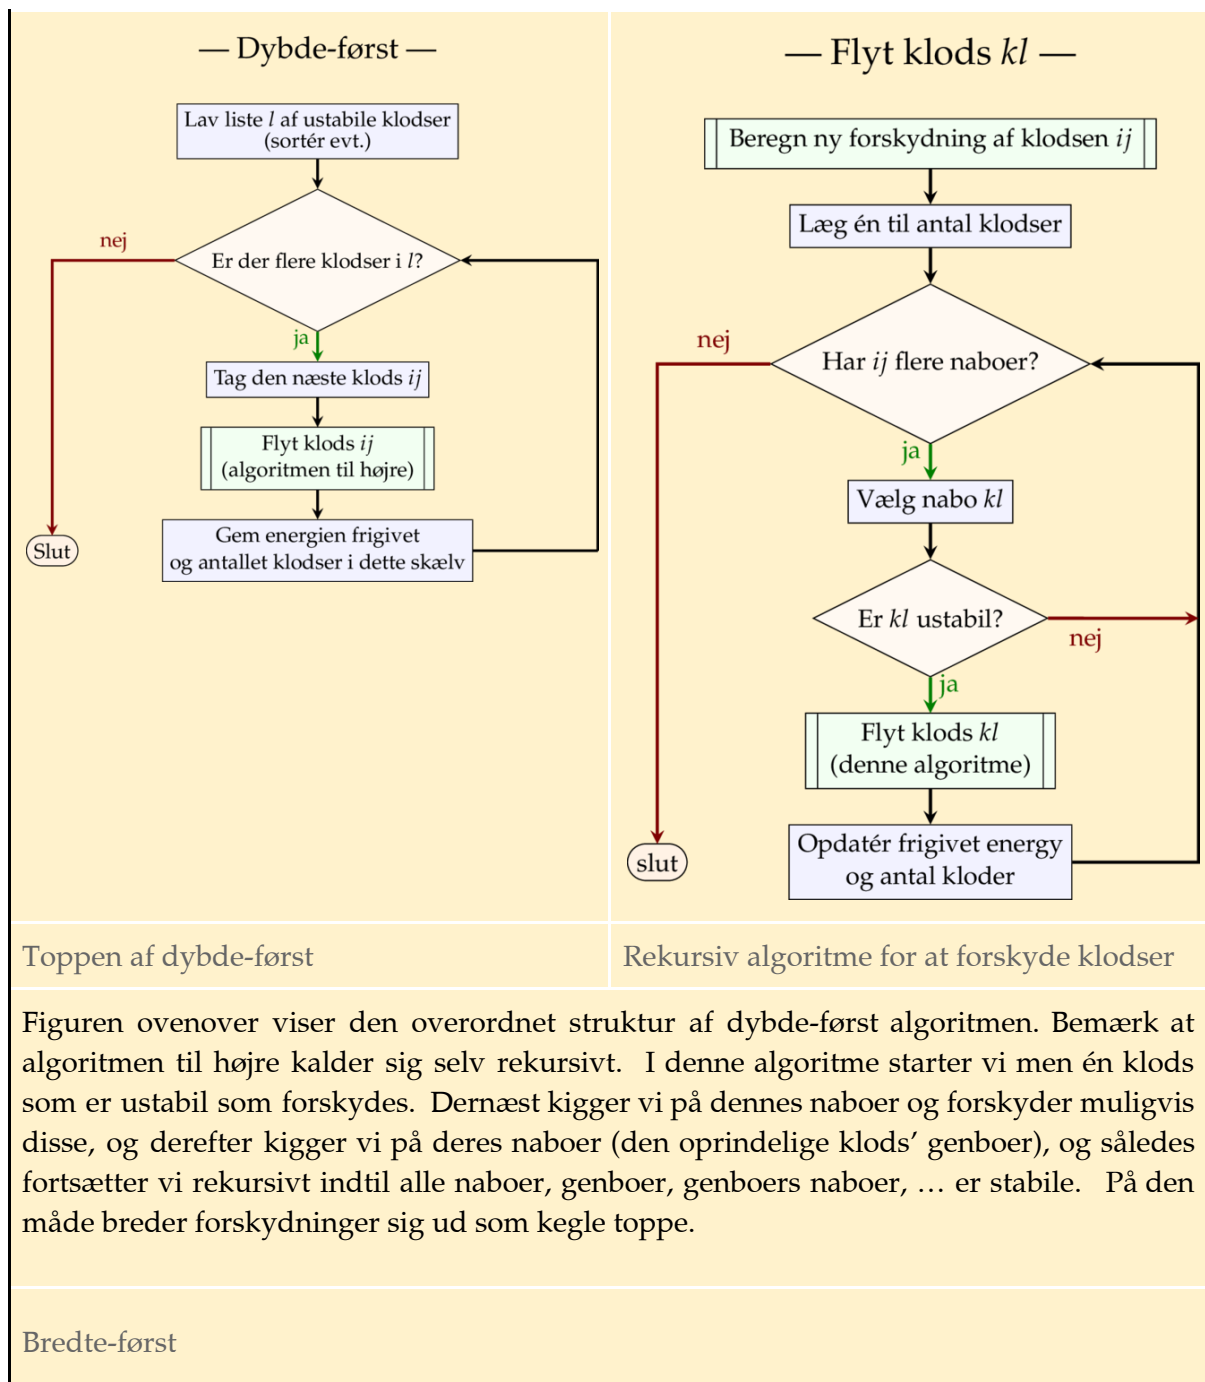 — Dybde-først —
Lav liste l af ustabile klodser
(sortér evt.)
nej
Er der flere klodser i l?
ja
Tag den næste klods ij
Flyt klods ij
(algoritmen til højre)
Gem energien frigivet
og antallet klodser i dette skælv
Slut
— Flyt klods kl —
Beregn ny forskydning af klodsen ij
Læg én til antal klodser
nej
Har ij flere naboer?
ja
Vælg nabo kl
Er kl ustabil?
nej
ja
Flyt klods kl
(denne algoritme)
Opdatér frigivet energy
og antal kloder
slut
Toppen af dybde-først
Rekursiv algoritme for at forskyde klodser
Figuren ovenover viser den overordnet struktur af dybde-først algoritmen. Bemærk at
algoritmen til højre kalder sig selv rekursivt. I denne algoritme starter vi men én klods
som er ustabil som forskydes. Dernæst kigger vi på dennes naboer og forskyder muligvis
disse, og derefter kigger vi på deres naboer (den oprindelige klods’ genboer), og således
fortsætter vi rekursivt indtil alle naboer, genboer, genboers naboer, … er stabile. På den
måde breder forskydninger sig ud som kegle toppe.
Bredte-først